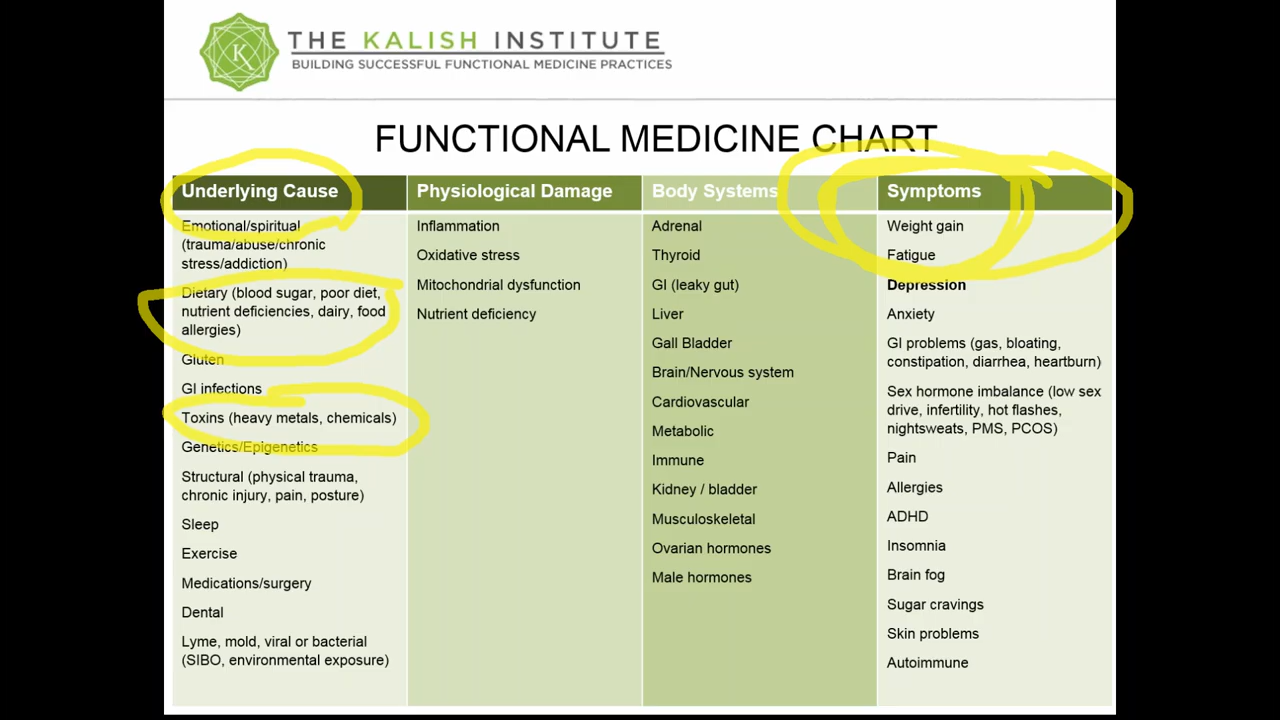 K
THE KALISH INSTITUTE
BUILDING SUCCESSFUL FUNCTIONAL MEDICINE PRACTICES
FUNCTIONAL MEDICINE CHART
Underlying Cause
Emotional/spiritual
(trauma/abuse/chronic
stress/addiction)
Dietary (blood sugar, poor diet,
nutrient deficiencies, dairy, food
allergies)
Gluten
GI infections
Toxins (heavy metals, chemicals)
Genetics/Epigenetics
Structural (physical trauma,
chronic injury, pain, posture)
Sleep
Exercise
Medications/surgery
Dental
Lyme, mold, viral or bacterial
(SIBO, environmental exposure)
Physiological Damage
Inflammation
Oxidative stress
Mitochondrial dysfunction
Nutrient deficiency
Body Systems
Adrenal
Thyroid
GI (leaky gut)
Liver
Gall Bladder
Brain/Nervous system
Cardiovascular
Metabolic
Immune
Kidney / bladder
Musculoskeletal
Ovarian hormones
Male hormones
Symptoms
Weight gain
Fatigue
Depression
Anxiety
GI problems (gas, bloating,
constipation, diarrhea, heartburn)
Sex hormone imbalance (low sex
drive, infertility, hot flashes,
nightsweats, PMS, PCOS)
Pain
Allergies
ADHD
Insomnia
Brain fog
Sugar cravings
Skin problems
Autoimmune